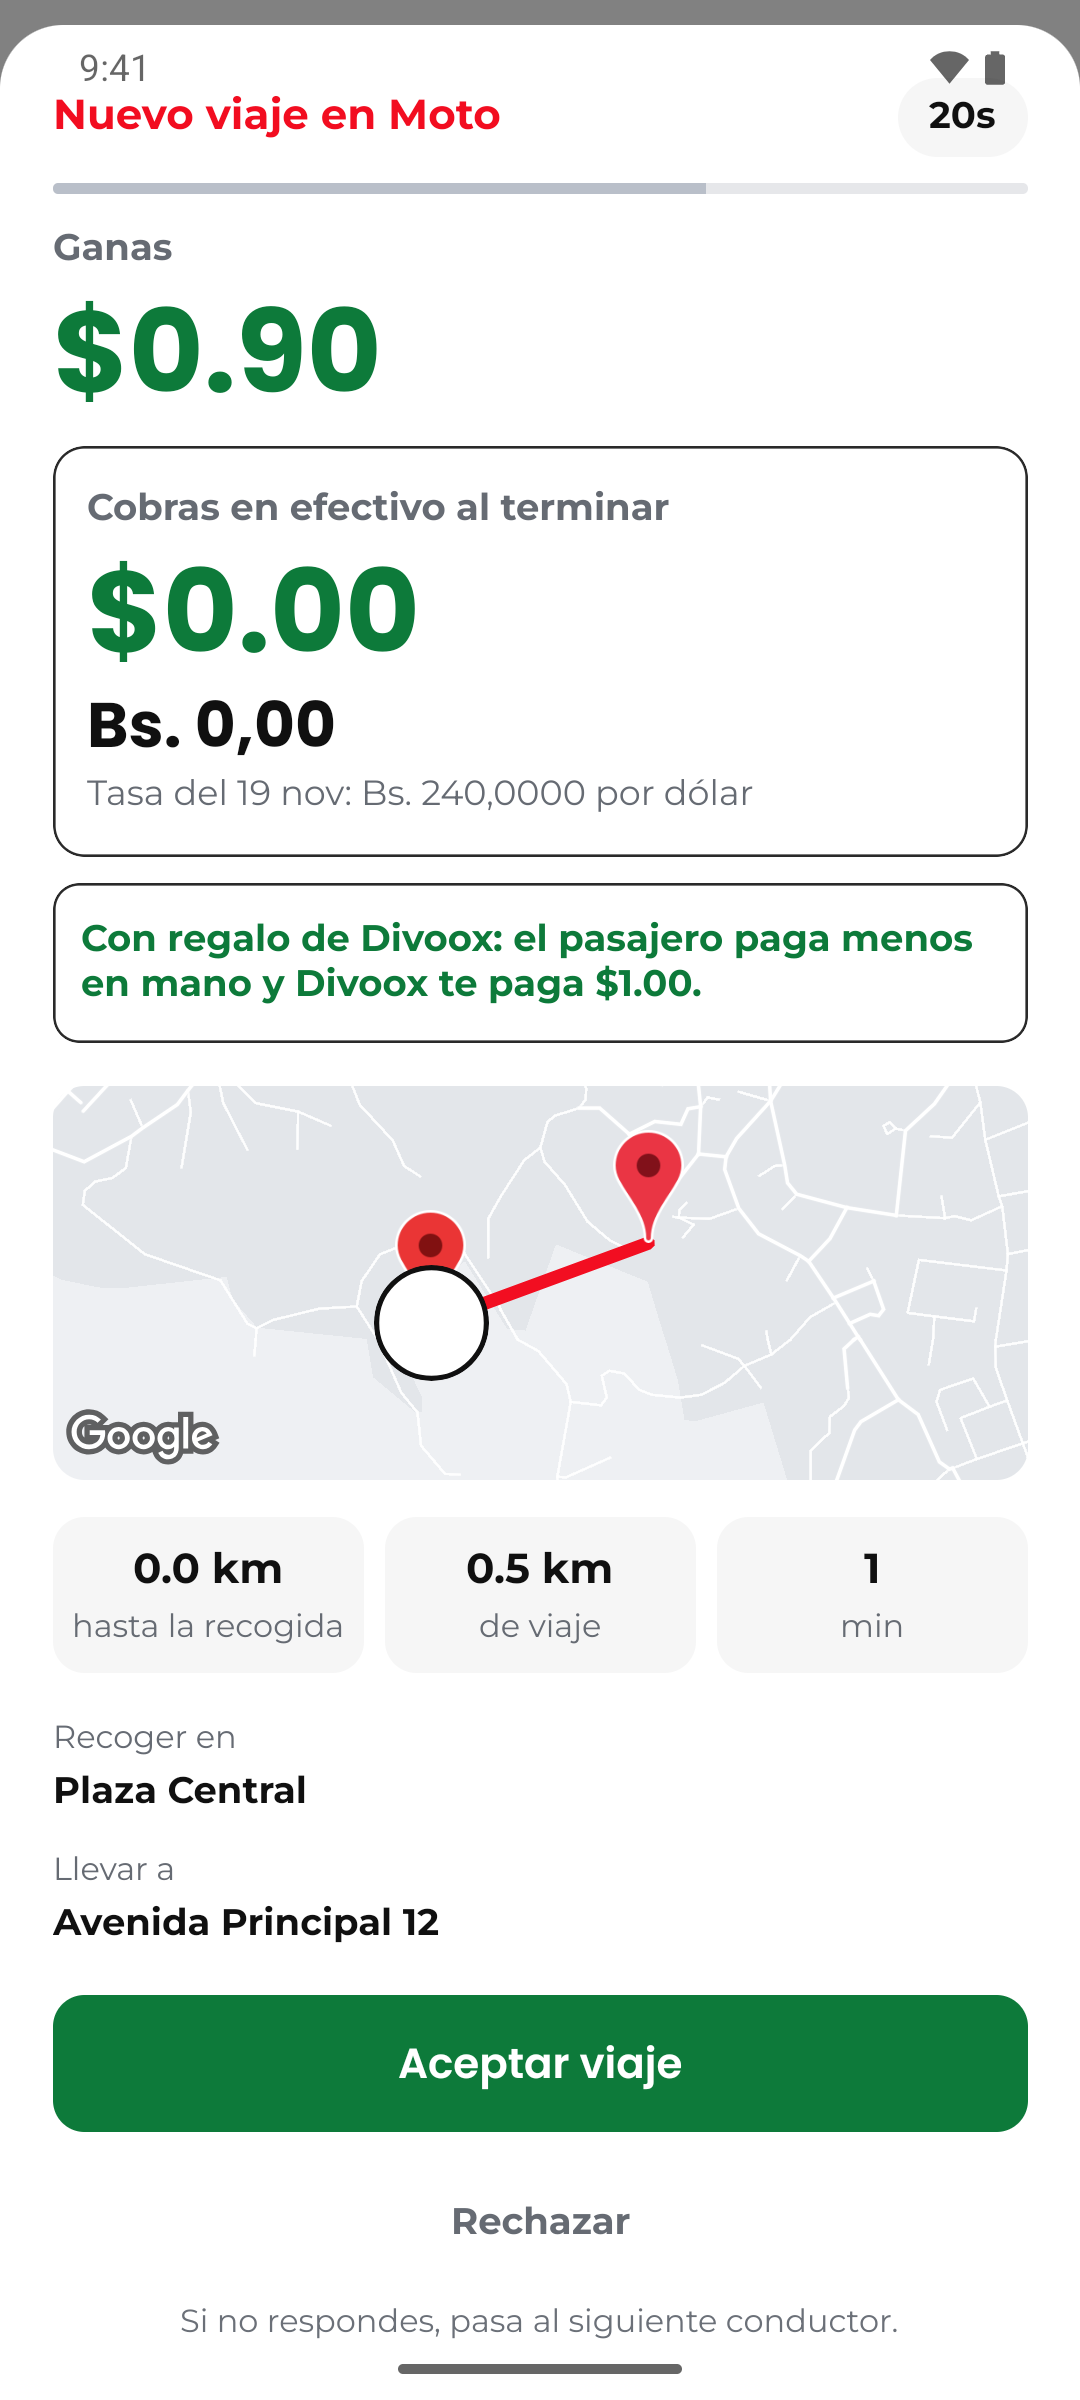 9:41
Nuevo viaje en Moto
20s
Ganas
$0.90
Cobras en efectivo al terminar
$0.00
Bs. 0,00
Tasa del 19 nov: Bs. 240,0000 por dólar
Con regalo de Divoox: el pasajero paga menos
en mano y Divoox te paga $1.00.
Google
0.0 km
hasta la recogida
0.5 km
de viaje
1
min
Recoger en
Plaza Central
Llevar a
Avenida Principal 12
Aceptar viaje
Rechazar
Si no respondes, pasa al siguiente conductor.